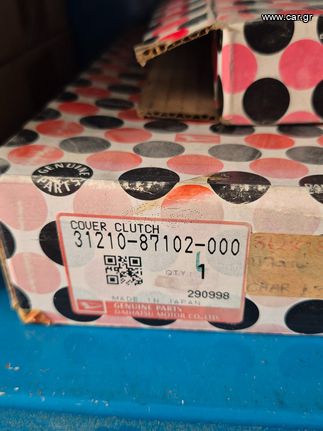 www.car.gr
GENUINE PARTS
COVER CLUTCH
31210-87102-000
Q'TY
1
290998
MADE IN JAPAN
GENUINE PARTS
DAIHATSU MOTOR CO., LTD.